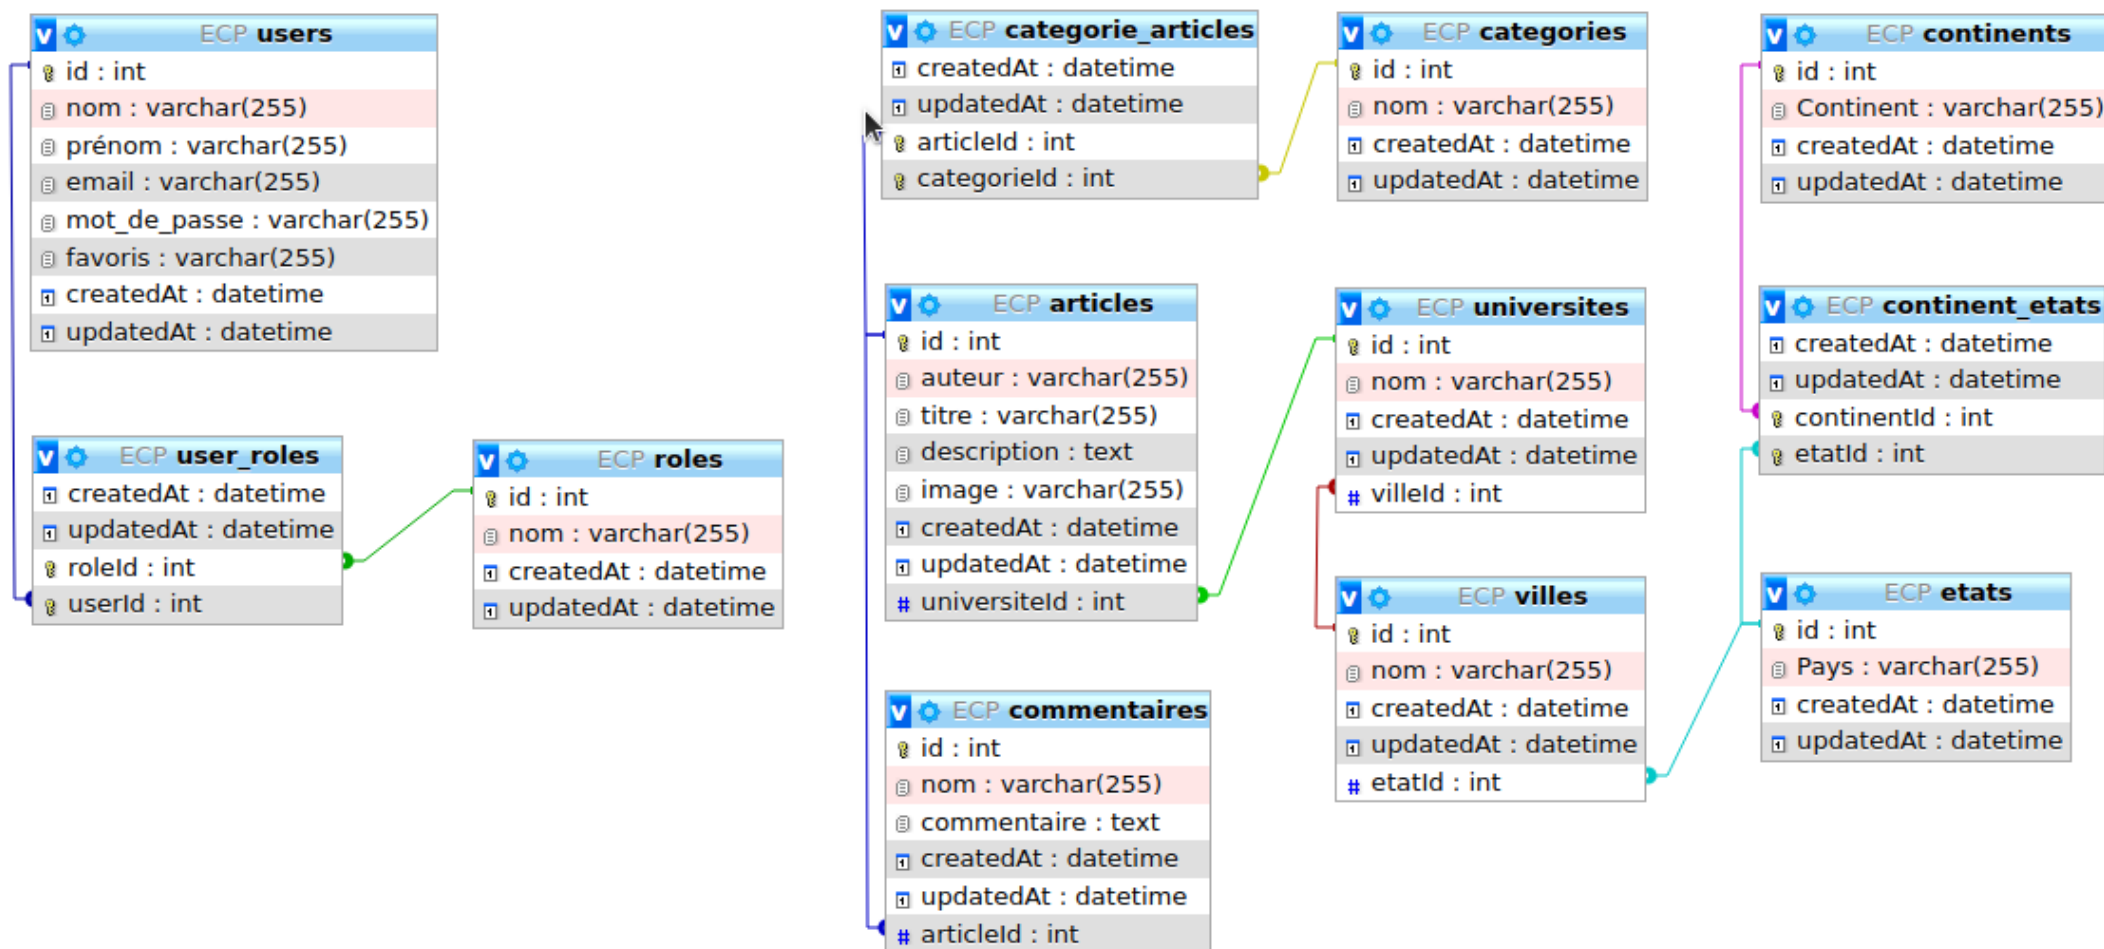 ECP users
id : int
nom : varchar(255)
prénom : varchar(255)
email : varchar(255)
mot_de_passe : varchar(255)
favoris : varchar(255)
createdAt : datetime
updatedAt : datetime
ECP user_roles
createdAt : datetime
updatedAt : datetime
roleId : int
userId : int
ECP roles
id : int
nom : varchar(255)
createdAt : datetime
updatedAt : datetime
ECP categorie_articles
createdAt : datetime
updatedAt : datetime
articleId : int
categorieId : int
ECP articles
id : int
auteur : varchar(255)
titre : varchar(255)
description : text
image : varchar(255)
createdAt : datetime
updatedAt : datetime
# universiteId : int
ECP commentaires
id : int
nom : varchar(255)
commentaire : text
createdAt : datetime
updatedAt : datetime
# articleId : int
ECP categories
id : int
nom : varchar(255)
createdAt : datetime
updatedAt : datetime
ECP universites
id : int
nom : varchar(255)
createdAt : datetime
updatedAt : datetime
# villeId : int
ECP villes
id : int
nom : varchar(255)
createdAt : datetime
updatedAt : datetime
# etatId : int
ECP continents
id : int
Continent : varchar(255)
createdAt : datetime
updatedAt : datetime
ECP continent_etats
createdAt : datetime
updatedAt : datetime
continentId : int
etatId : int
ECP etats
id : int
Pays : varchar(255)
createdAt : datetime
updatedAt : datetime